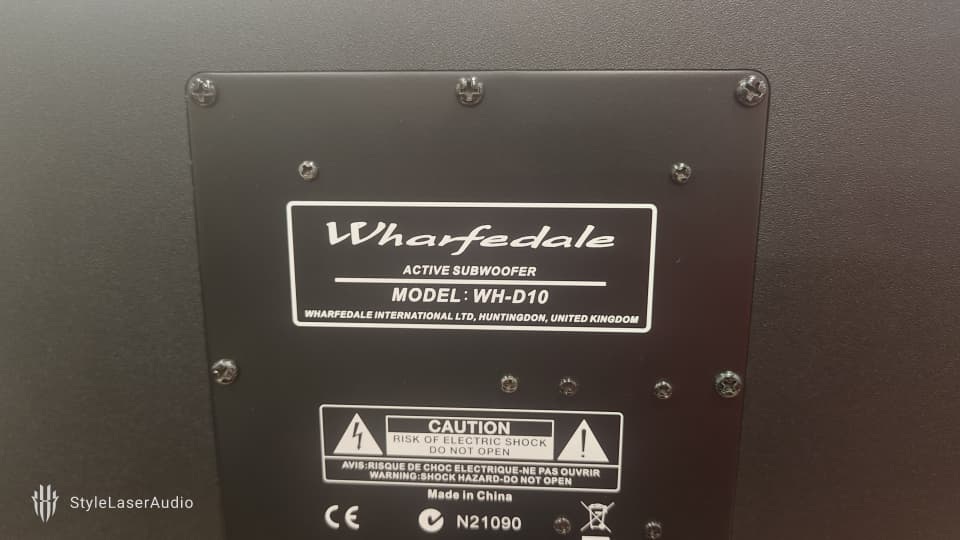 Wharfedale
ACTIVE SUBWOOFER
MODEL: WH-D10
WHARFEDALE INTERNATIONAL LTD, HUNTINGDON, UNITED KINGDOM
CAUTION
RISK OF ELECTRIC SHOCK
DO NOT OPEN
AVIS:RISQUE DE CHOC ELECTRIQUE-NE PAS OUVRIR
WARNING:SHOCK HAZARD-DO NOT OPEN
Made in China
CE N21090
StyleLaserAudio